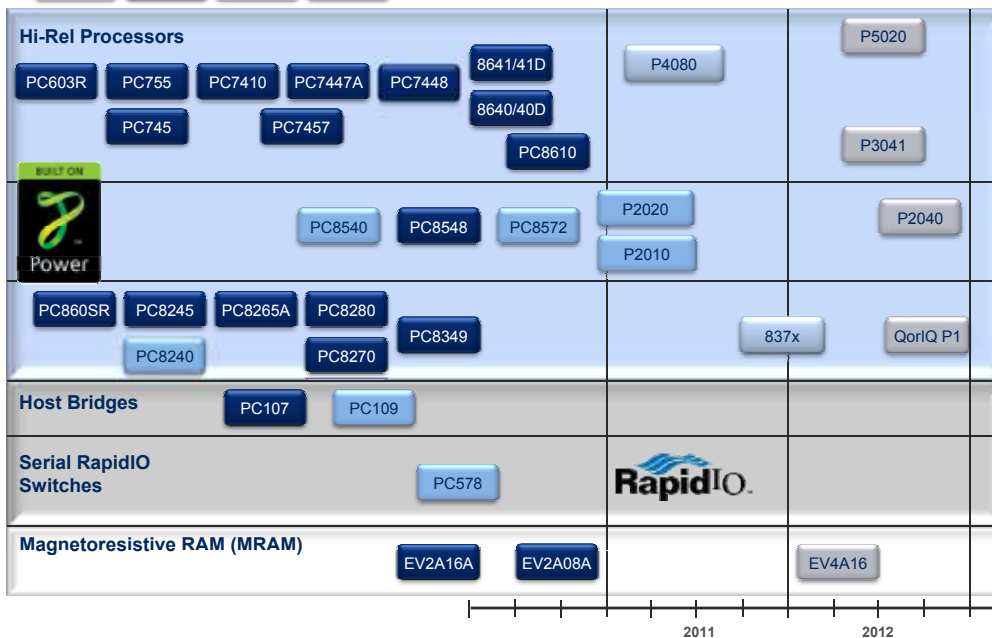 Hi-Rel Processors
PC603R
PC755
PC7410
PC7447A
PC7448
8641/41D
P4080
P5020
PC745
PC7457
8640/40D
PC8610
P3041
BUILT ON
Power
™
PC8540
PC8548
PC8572
P2020
P2010
P2040
PC860SR
PC8245
PC8265A
PC8280
PC8349
PC8240
PC8270
837x
QorIQ P1
Host Bridges
PC107
PC109
Serial RapidIO
Switches
PC578
RapidIO.
Magnetoresistive RAM (MRAM)
EV2A16A
EV2A08A
EV4A16
2011
2012